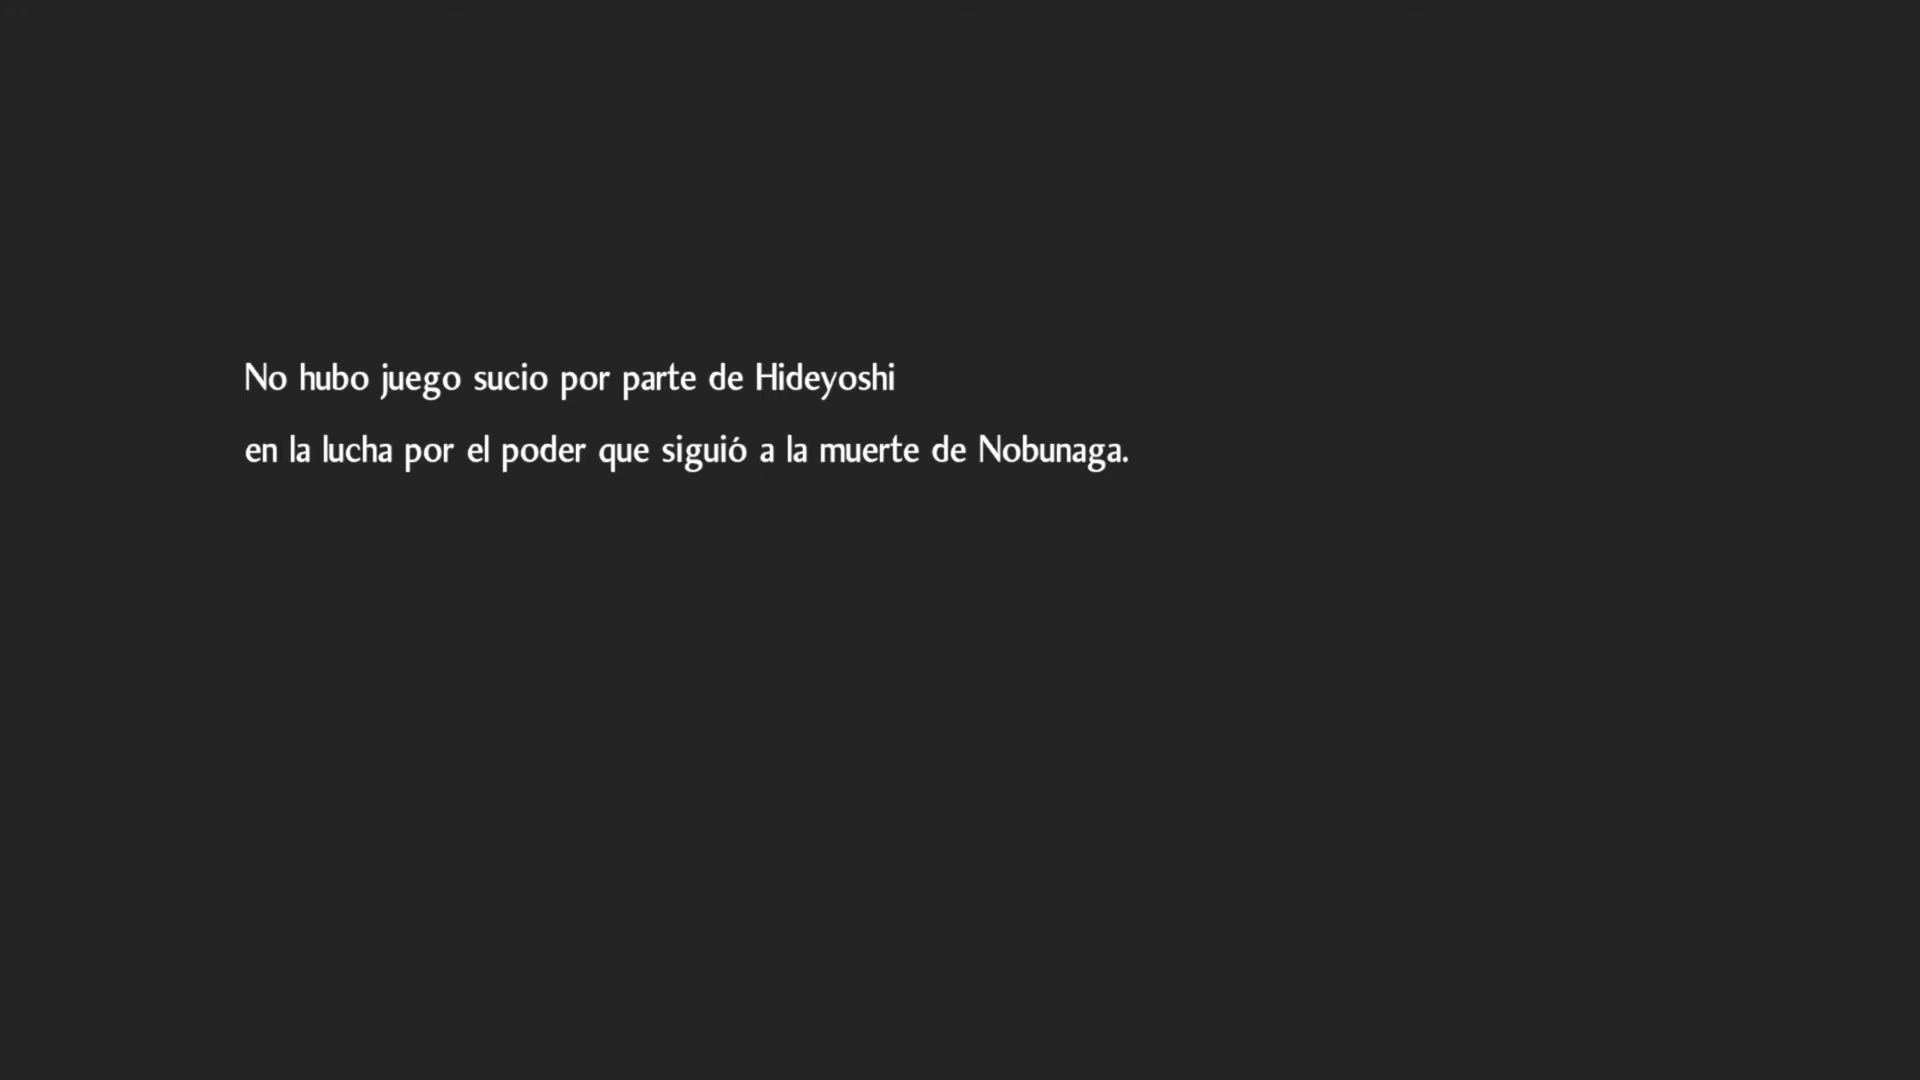 No hubo juego sucio por parte de Hideyoshi
en la lucha por el poder que siguió a la muerte de Nobunaga.